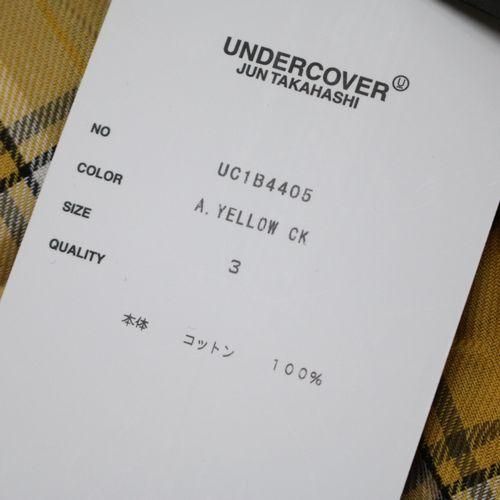 UNDERCOVER Ⓤ
JUN TAKAHASHI
NO UC1B4405
COLOR A.YELLOW CK
SIZE 3
QUALITY
本体 コットン 100%